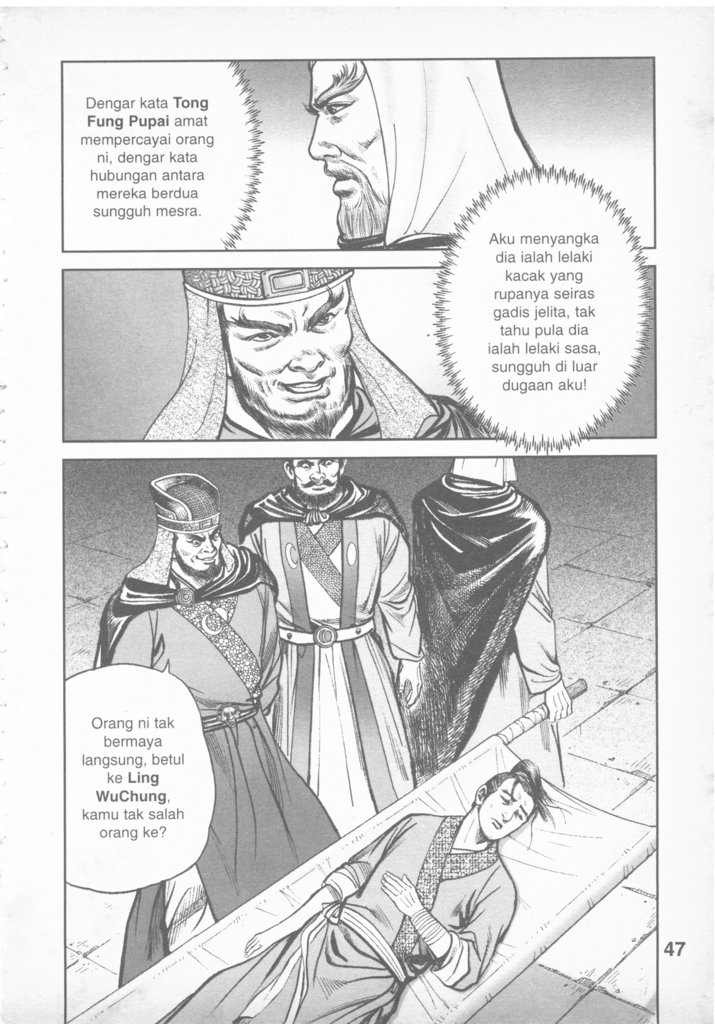 Dengar kata Tong
Fung Pupai amat
mempercayai orang
ni, dengar kata
hubungan antara
mereka berdua
sungguh mesra.
Aku menyangka
dia ialah lelaki
kacak yang
rupanya seiras
gadis jelita, tak
tahu pula dia
ialah lelaki sasa,
sungguh di luar
dugaan aku!
Orang ni tak
bermaya
langsung, betul
ke Ling
WuChung,
kamu tak salah
orang ke?
47